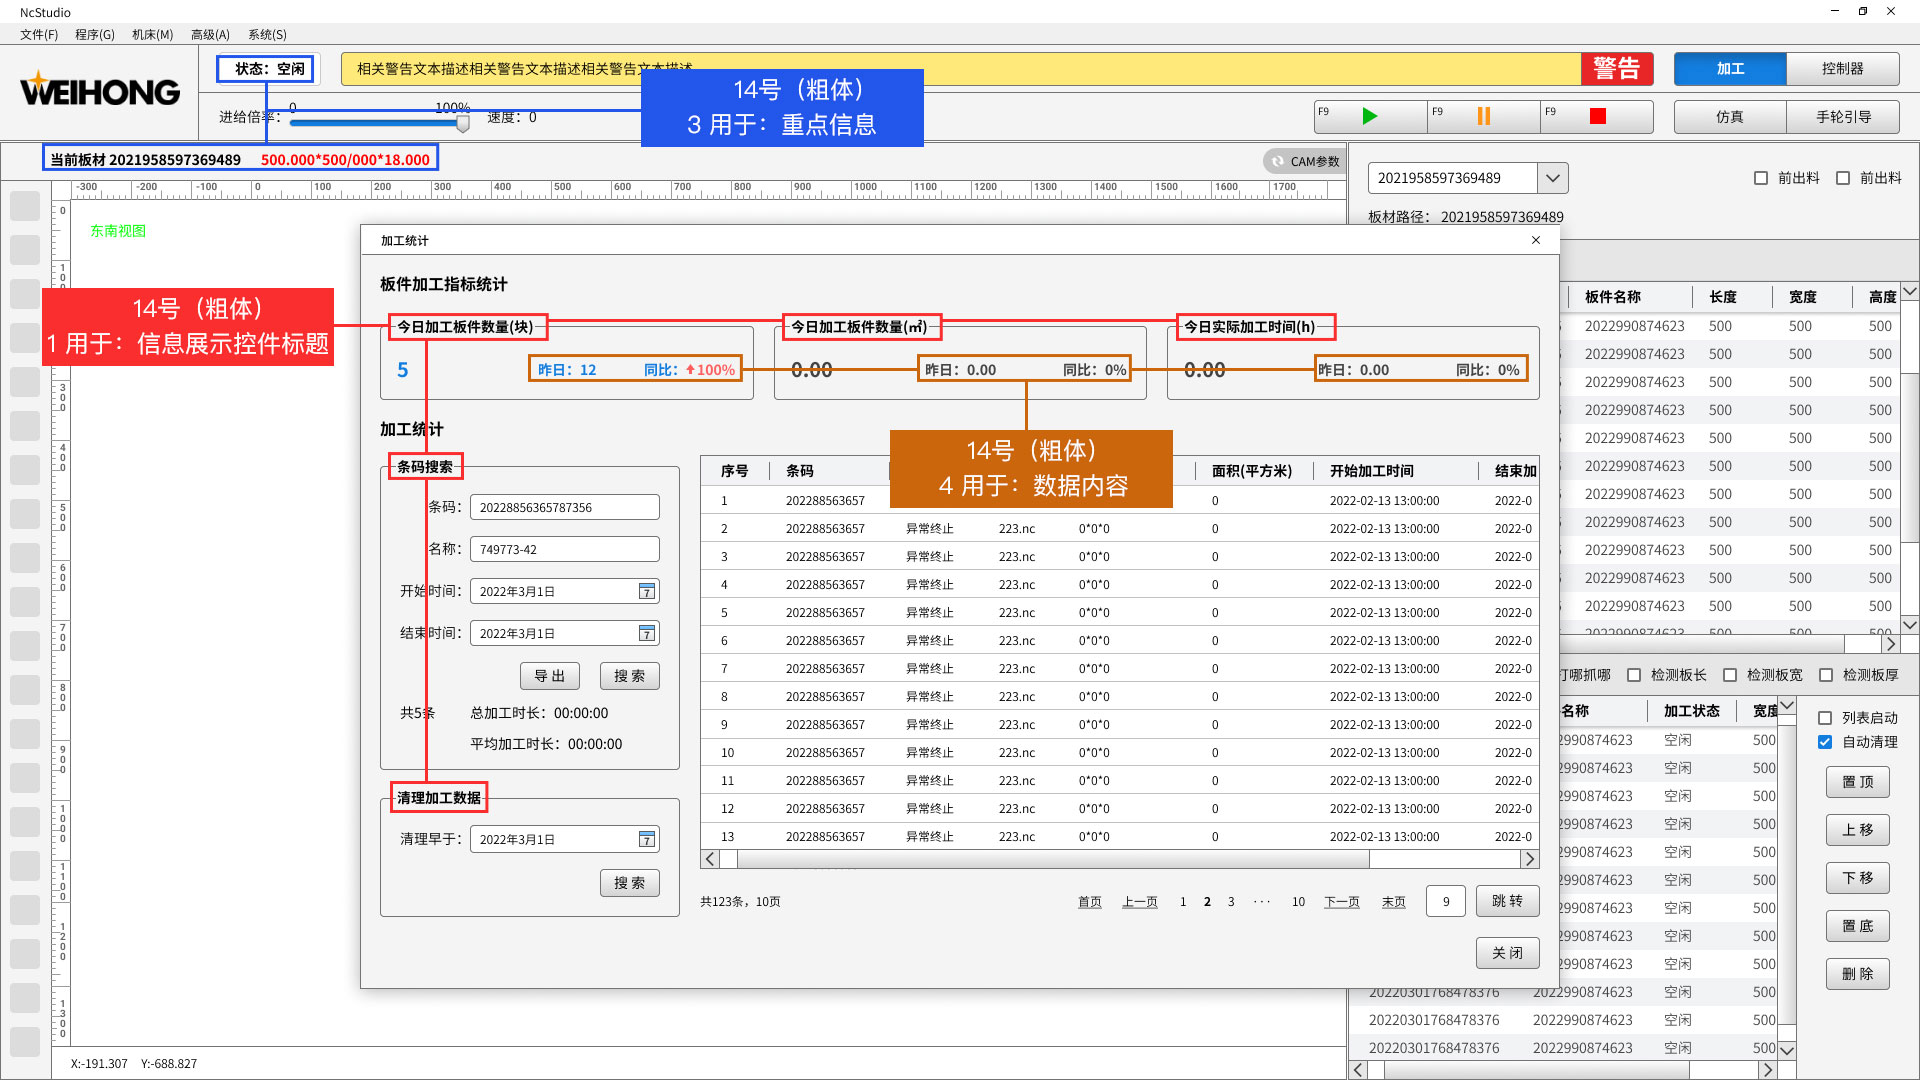 NcStudio
文件(F) 程序(G) 机床(M) 高级(A) 系统(S)
WEIHONG
状态：空闲
相关警告文本描述相关警告文本描述相关警告文本描述
警告
加工 控制器
进给倍率： 0 100% 速度：0
F9 F9 F9
仿真 手轮引导
14号（粗体）
3 用于：重点信息
当前板材 2021958597369489 500.000*500/000*18.000
CAM参数
2021958597369489
前出料 前出料
板材路径： 2021958597369489
-300 -200 -100 0 100 200 300 400 500 600 700 800 900 1000 1100 1200 1300 1400 1500 1600 1700
0
300
400
500
600
700
800
900
1000
1100
1200
1300
东南视图
加工统计
板件加工指标统计
14号（粗体）
1 用于：信息展示控件标题
今日加工板件数量(块) 今日加工板件数量(㎡) 今日实际加工时间(h)
5 昨日：12 同比： 100%
0.00 昨日：0.00 同比：0%
0.00 昨日：0.00 同比：0%
14号（粗体）
4 用于：数据内容
加工统计
条码搜索
条码： 20228856365787356
名称： 749773-42
开始时间： 2022年3月1日
结束时间： 2022年3月1日
导 出 搜 索
共5条 总加工时长：00:00:00
平均加工时长：00:00:00
清理加工数据
清理早于： 2022年3月1日
搜 索
序号 条码 面积(平方米) 开始加工时间 结束加
1 202288563657 0 2022-02-13 13:00:00 2022-0
2 202288563657 异常终止 223.nc 0*0*0 0 2022-02-13 13:00:00 2022-0
3 202288563657 异常终止 223.nc 0*0*0 0 2022-02-13 13:00:00 2022-0
4 202288563657 异常终止 223.nc 0*0*0 0 2022-02-13 13:00:00 2022-0
5 202288563657 异常终止 223.nc 0*0*0 0 2022-02-13 13:00:00 2022-0
6 202288563657 异常终止 223.nc 0*0*0 0 2022-02-13 13:00:00 2022-0
7 202288563657 异常终止 223.nc 0*0*0 0 2022-02-13 13:00:00 2022-0
8 202288563657 异常终止 223.nc 0*0*0 0 2022-02-13 13:00:00 2022-0
9 202288563657 异常终止 223.nc 0*0*0 0 2022-02-13 13:00:00 2022-0
10 202288563657 异常终止 223.nc 0*0*0 0 2022-02-13 13:00:00 2022-0
11 202288563657 异常终止 223.nc 0*0*0 0 2022-02-13 13:00:00 2022-0
12 202288563657 异常终止 223.nc 0*0*0 0 2022-02-13 13:00:00 2022-0
13 202288563657 异常终止 223.nc 0*0*0 0 2022-02-13 13:00:00 2022-0
共123条，10页 首页 上一页 1 2 3 ··· 10 下一页 末页 9 跳 转
关 闭
板件名称 长度 宽度 高度
2022990874623 500 500 500
2022990874623 500 500 500
2022990874623 500 500 500
2022990874623 500 500 500
2022990874623 500 500 500
2022990874623 500 500 500
2022990874623 500 500 500
2022990874623 500 500 500
2022990874623 500 500 500
2022990874623 500 500 500
2022990874623 500 500 500
2022990874623 500 500 500
打哪抓哪 检测板长 检测板宽 检测板厚
名称 加工状态 宽度
2990874623 空闲 500
2990874623 空闲 500
2990874623 空闲 500
2990874623 空闲 500
2990874623 空闲 500
2990874623 空闲 500
2990874623 空闲 500
2990874623 空闲 500
2990874623 空闲 500
20220301768478376 2022990874623 空闲 500
20220301768478376 2022990874623 空闲 500
20220301768478376 2022990874623 空闲 500
列表启动
自动清理
置 顶
上 移
下 移
置 底
删 除
X:-191.307 Y:-688.827